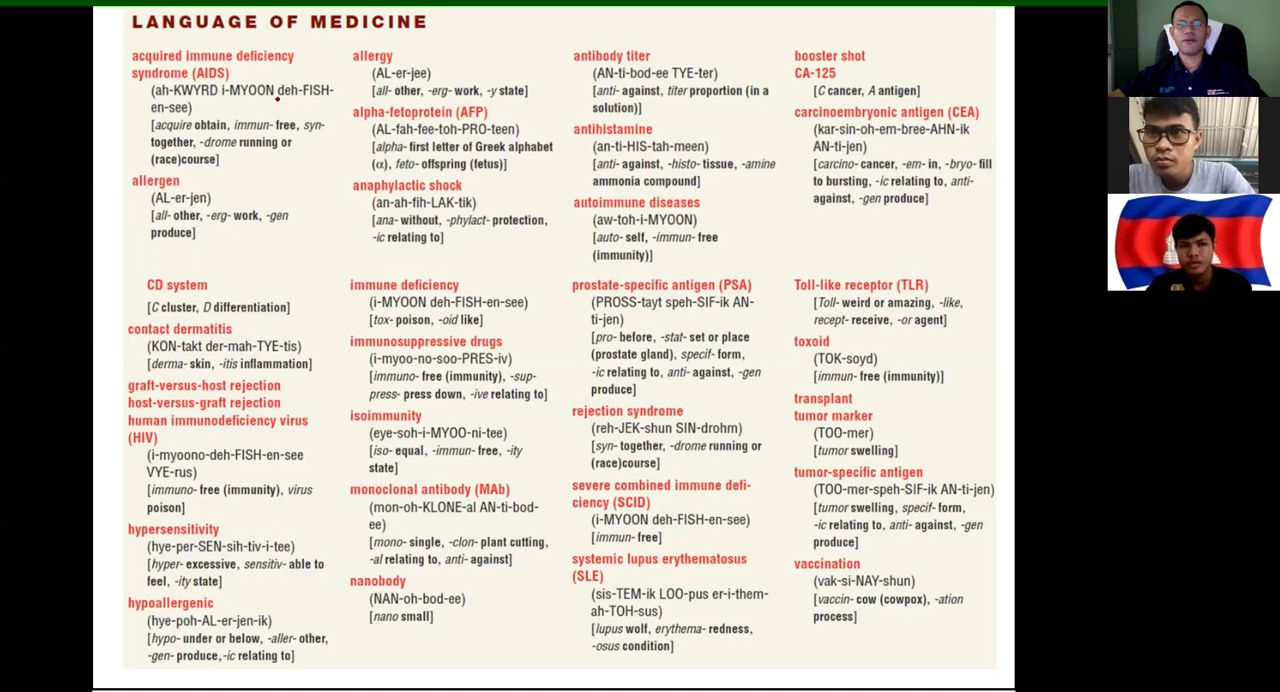 LANGUAGE OF MEDICINE
acquired immune deficiency
syndrome (AIDS)
(ah-KWYRD i-MYOON deh-FISH-
en-see)
[acquire obtain, immun- free, syn-
together, -drome running or
(race)course]
allergen
(AL-er-jen)
[all- other, -erg- work, -gen
produce]
allergy
(AL-er-jee)
[all- other, -erg- work, -y state]
alpha-fetoprotein (AFP)
(AL-fah-fee-toh-PRO-teen)
[alpha- first letter of Greek alphabet
(α), feto- offspring (fetus)]
anaphylactic shock
(an-ah-fih-LAK-tik)
[ana- without, -phylact- protection,
-ic relating to]
antibody titer
(AN-ti-bod-ee TYE-ter)
[anti- against, titer proportion (in a
solution)]
antihistamine
(an-ti-HIS-tah-meen)
[anti- against, -histo- tissue, -amine
ammonia compound]
autoimmune diseases
(aw-toh-i-MYOON)
[auto- self, -immun- free
(immunity)]
booster shot
CA-125
[C cancer, A antigen]
carcinoembryonic antigen (CEA)
(kar-sin-oh-em-bree-AHN-ik
AN-ti-jen)
[carcino- cancer, -em- in, -bryo- fill
to bursting, -ic relating to, anti-
against, -gen produce]
CD system
[C cluster, D differentiation]
contact dermatitis
(KON-takt der-mah-TYE-tis)
[derma- skin, -itis inflammation]
graft-versus-host rejection
host-versus-graft rejection
human immunodeficiency virus
(HIV)
(i-myoono-deh-FISH-en-see
VYE-rus)
[immuno- free (immunity), virus
poison]
hypersensitivity
(hye-per-SEN-sih-tiv-i-tee)
[hyper- excessive, sensitiv- able to
feel, -ity state]
hypoallergenic
(hye-poh-AL-er-jen-ik)
[hypo- under or below, -aller- other,
-gen- produce,-ic relating to]
immune deficiency
(i-MYOON deh-FISH-en-see)
[tox- poison, -oid like]
immunosuppressive drugs
(i-myoo-no-soo-PRES-iv)
[immuno- free (immunity), -sup-
press- press down, -ive relating to]
isoimmunity
(eye-soh-i-MYOO-ni-tee)
[iso- equal, -immun- free, -ity
state]
monoclonal antibody (MAb)
(mon-oh-KLONE-al AN-ti-bod-
ee)
[mono- single, -clon- plant cutting,
-al relating to, anti- against]
nanobody
(NAN-oh-bod-ee)
[nano small]
prostate-specific antigen (PSA)
(PROSS-tayt speh-SIF-ik AN-
ti-jen)
[pro- before, -stat- set or place
(prostate gland), specif- form,
-ic relating to, anti- against, -gen
produce]
rejection syndrome
(reh-JEK-shun SIN-drohm)
[syn- together, -drome running or
(race)course]
severe combined immune defi-
ciency (SCID)
(i-MYOON deh-FISH-en-see)
[immun- free]
systemic lupus erythematosus
(SLE)
(sis-TEM-ik LOO-pus er-i-them-
ah-TOH-sus)
[lupus wolf, erythema- redness,
-osus condition]
Toll-like receptor (TLR)
[Toll- weird or amazing, -like,
recept- receive, -or agent]
toxoid
(TOK-soyd)
[immun- free (immunity)]
transplant
tumor marker
(TOO-mer)
[tumor swelling]
tumor-specific antigen
(TOO-mer-speh-SIF-ik AN-ti-jen)
[tumor swelling, specif- form,
-ic relating to, anti- against, -gen
produce]
vaccination
(vak-si-NAY-shun)
[vaccin- cow (cowpox), -ation
process]